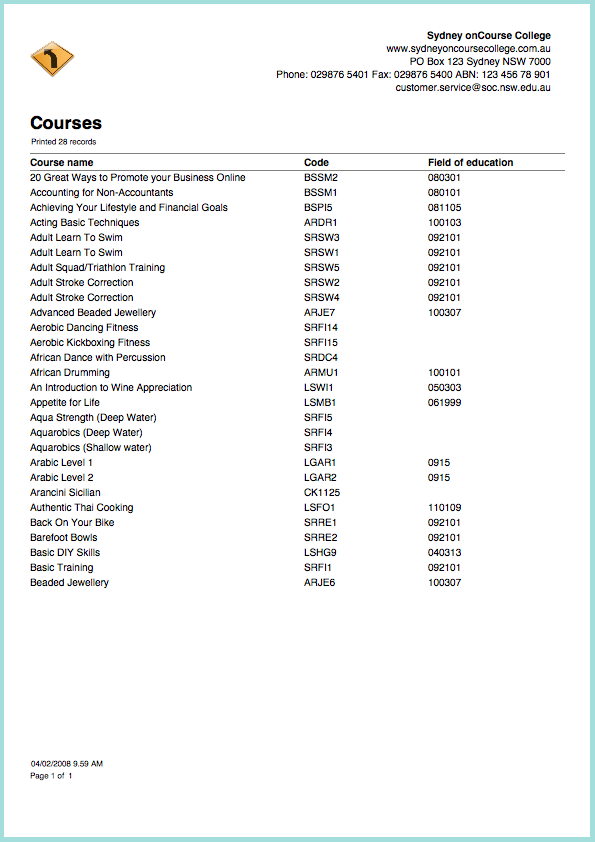 Sydney onCourse College
www.sydneyoncoursecollege.com.au
PO Box 123 Sydney NSW 7000
Phone: 029876 5401 Fax: 029876 5400 ABN: 123 456 78 901
customer.service@soc.nsw.edu.au
Courses
Printed 28 records
Course name Code Field of education
20 Great Ways to Promote your Business Online BSSM2 080301
Accounting for Non-Accountants BSSM1 080101
Achieving Your Lifestyle and Financial Goals BSPI5 081105
Acting Basic Techniques ARDR1 100103
Adult Learn To Swim SRSW3 092101
Adult Learn To Swim SRSW1 092101
Adult Squad/Triathlon Training SRSW5 092101
Adult Stroke Correction SRSW2 092101
Adult Stroke Correction SRSW4 092101
Advanced Beaded Jewellery ARJE7 100307
Aerobic Dancing Fitness SRFI14
Aerobic Kickboxing Fitness SRFI15
African Dance with Percussion SRDC4
African Drumming ARMU1 100101
An Introduction to Wine Appreciation LSWI1 050303
Appetite for Life LSMB1 061999
Aqua Strength (Deep Water) SRFI5
Aquarobics (Deep Water) SRFI4
Aquarobics (Shallow water) SRFI3
Arabic Level 1 LGAR1 0915
Arabic Level 2 LGAR2 0915
Arancini Sicilian CK1125
Authentic Thai Cooking LSFO1 110109
Back On Your Bike SRRE1 092101
Barefoot Bowls SRRE2 092101
Basic DIY Skills LSHG9 040313
Basic Training SRFI1 092101
Beaded Jewellery ARJE6 100307
04/02/2008 9.59 AM
Page 1 of 1